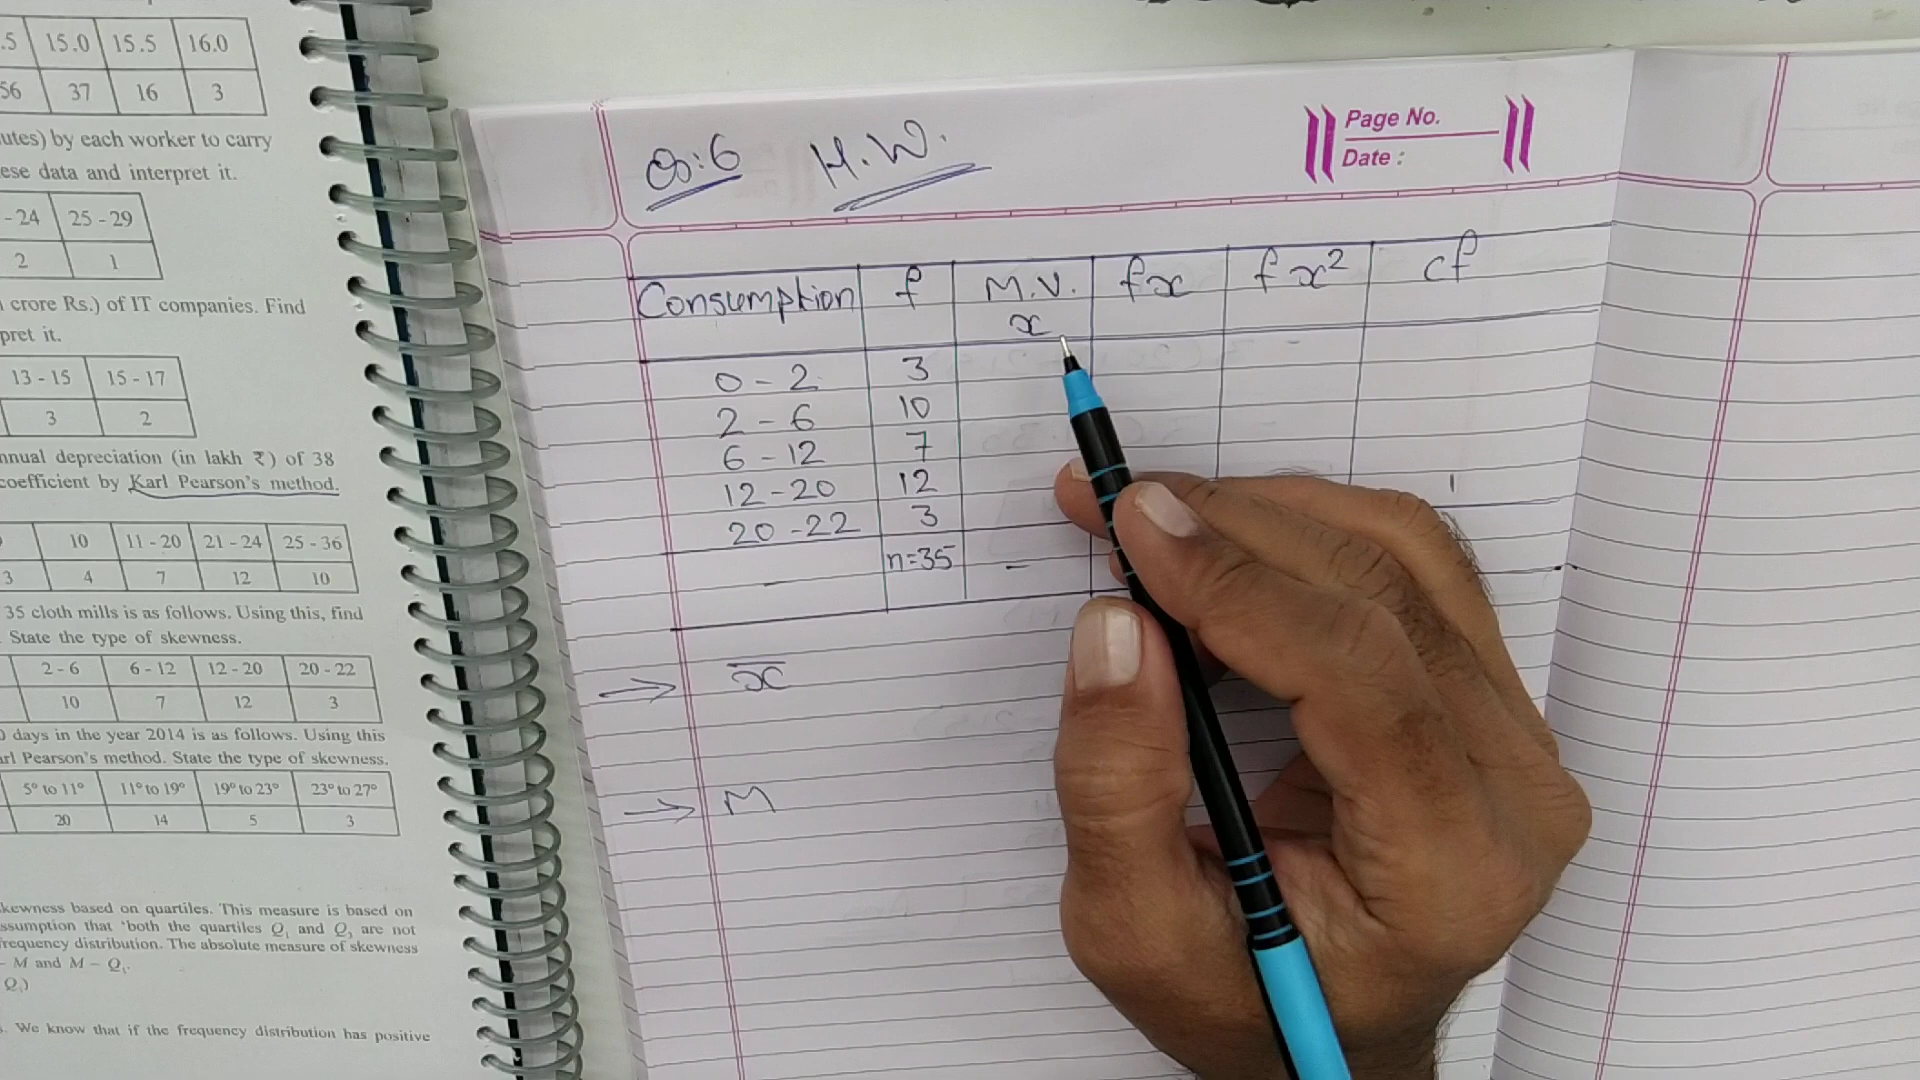 .5 15.0 15.5 16.0
56 37 16 3
utes) by each worker to carry
ese data and interpret it.
- 24 25 - 29
2 1
crore Rs.) of IT companies. Find
pret it.
13 - 15 15 - 17
3 2
nnual depreciation (in lakh ₹) of 38
coefficient by Karl Pearson's method.
10 11 - 20 21 - 24 25 - 36
3 4 7 12 10
35 cloth mills is as follows. Using this, find
State the type of skewness.
2 - 6 6 - 12 12 - 20 20 - 22
10 7 12 3
0 days in the year 2014 is as follows. Using this
arl Pearson's method. State the type of skewness.
5° to 11° 11° to 19° 19° to 23° 23° to 27°
20 14 5 3
skewness based on quartiles. This measure is based on
ssumption that 'both the quartiles Q₁ and Q₃ are not
frequency distribution. The absolute measure of skewness
- M and M - Q₁.
Q₁)
. We know that if the frequency distribution has positive
Page No.
Date :
Q:6 H.W.
Consumption f M.V. x fx fx² cf
0 - 2 3
2 - 6 10
6 - 12 7
12 - 20 12
20 - 22 3
- n=35 -
→ x̄
→ M